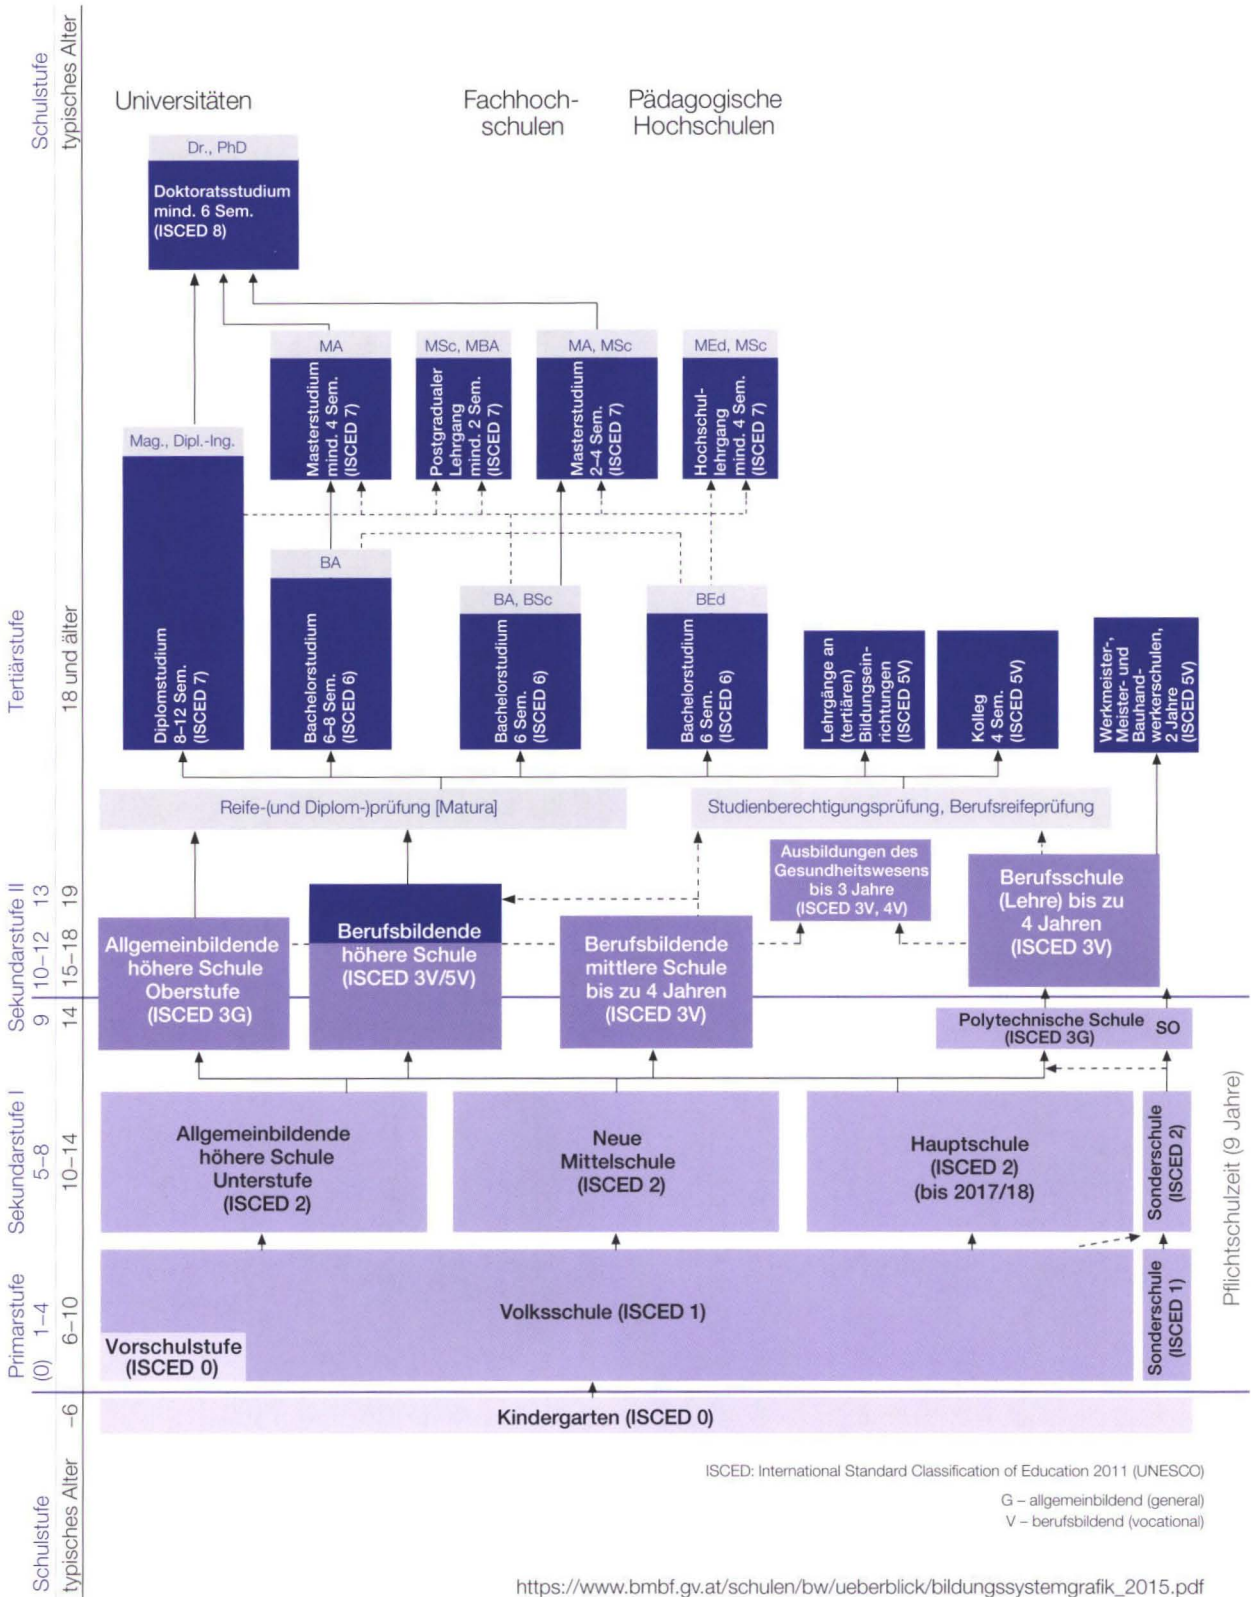 Schulstufe
typisches Alter
Universitäten
Fachhoch-
schulen
Pädagogische
Hochschulen
Dr., PhD
Doktoratsstudium
mind. 6 Sem.
(ISCED 8)
MA
Masterstudium
mind. 4 Sem.
(ISCED 7)
MSc, MBA
Postgradualer
Lehrgang
mind. 2 Sem.
(ISCED 7)
MA, MSc
Masterstudium
2–4 Sem.
(ISCED 7)
MEd, MSc
Hochschul-
lehrgang
mind. 4 Sem.
(ISCED 7)
Mag., Dipl.-Ing.
Diplomstudium
8–12 Sem.
(ISCED 7)
BA
Bachelorstudium
6–8 Sem.
(ISCED 6)
BA, BSc
Bachelorstudium
6 Sem.
(ISCED 6)
BEd
Bachelorstudium
6 Sem.
(ISCED 6)
Lehrgänge an
(tertiären)
Bildungsein-
richtungen
(ISCED 5V)
Kolleg
4 Sem.
(ISCED 5V)
Werkmeister-,
Meister- und
Bauhand-
werkerschulen,
2 Jahre
(ISCED 5V)
Tertiärstufe
18 und älter
Reife-(und Diplom-)prüfung [Matura]
Studienberechtigungsprüfung, Berufsreifeprüfung
Sekundarstufe II
9 10–12 13
14 15–18 19
Allgemeinbildende
höhere Schule
Oberstufe
(ISCED 3G)
Berufsbildende
höhere Schule
(ISCED 3V/5V)
Berufsbildende
mittlere Schule
bis zu 4 Jahren
(ISCED 3V)
Ausbildungen des
Gesundheitswesens
bis 3 Jahre
(ISCED 3V, 4V)
Berufsschule
(Lehre) bis zu
4 Jahren
(ISCED 3V)
Polytechnische Schule
(ISCED 3G)
SO
Sekundarstufe I
5–8
10–14
Allgemeinbildende
höhere Schule
Unterstufe
(ISCED 2)
Neue
Mittelschule
(ISCED 2)
Hauptschule
(ISCED 2)
(bis 2017/18)
Sonderschule
(ISCED 2)
Pflichtschulzeit (9 Jahre)
Primarstufe
(0) 1–4
6–10
Volksschule (ISCED 1)
Vorschulstufe
(ISCED 0)
Sonderschule
(ISCED 1)
–6
Kindergarten (ISCED 0)
Schulstufe
typisches Alter
ISCED: International Standard Classification of Education 2011 (UNESCO)
G – allgemeinbildend (general)
V – berufsbildend (vocational)
https://www.bmbf.gv.at/schulen/bw/ueberblick/bildungssystemgrafik_2015.pdf